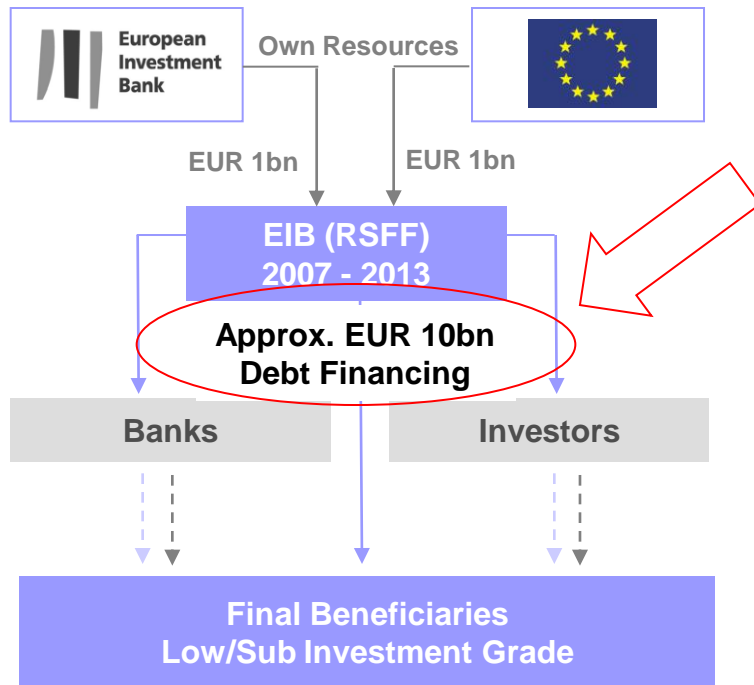 European
Investment
Bank
Own Resources
EUR 1bn
EUR 1bn
EIB (RSFF)
2007 - 2013
Approx. EUR 10bn
Debt Financing
Banks
Investors
Final Beneficiaries
Low/Sub Investment Grade